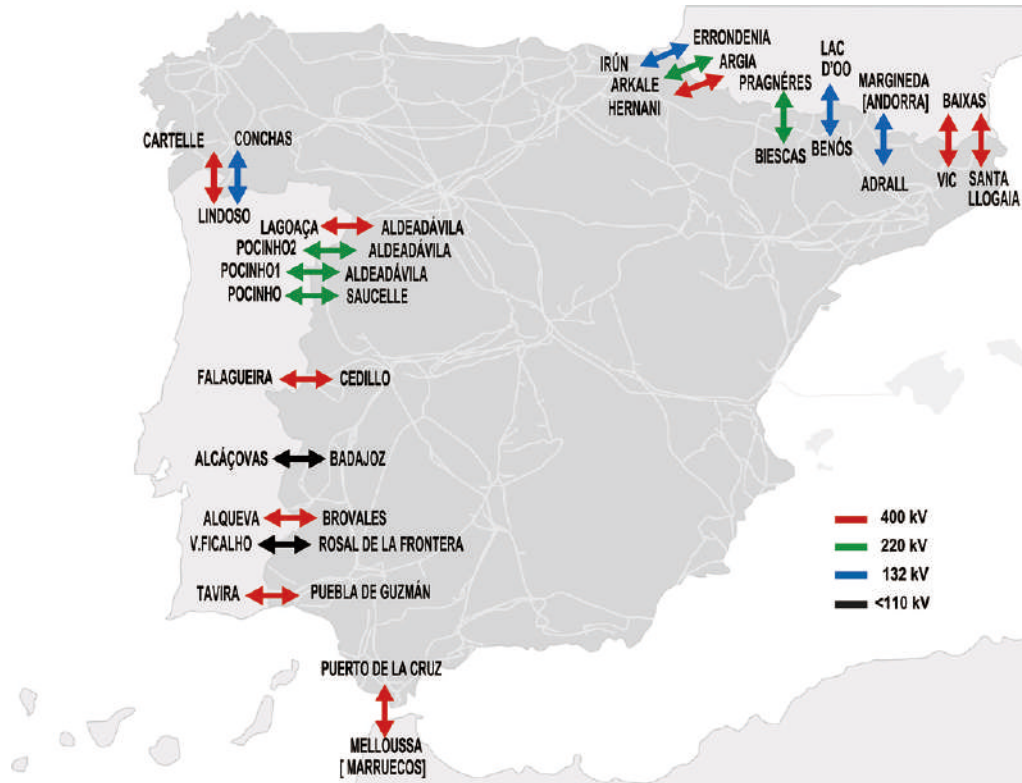 ERRONDENIA
IRÚN
ARGIA
ARKALE
HERNANI
PRAGNÉRES
BIESCAS
LAC
D'OO
BENÓS
MARGINEDA
[ANDORRA]
ADRALL
BAIXAS
VIC
SANTA
LLOGAIA
CARTELLE
CONCHAS
LINDOSO
LAGOAÇA ALDEADÁVILA
POCINHO2 ALDEADÁVILA
POCINHO1 ALDEADÁVILA
POCINHO SAUCELLE
FALAGUEIRA CEDILLO
ALCÁÇOVAS BADAJOZ
ALQUEVA BROVALES
V.FICALHO ROSAL DE LA FRONTERA
TAVIRA PUEBLA DE GUZMÁN
PUERTO DE LA CRUZ
MELLOUSSA
[ MARRUECOS]
400 kV
220 kV
132 kV
<110 kV